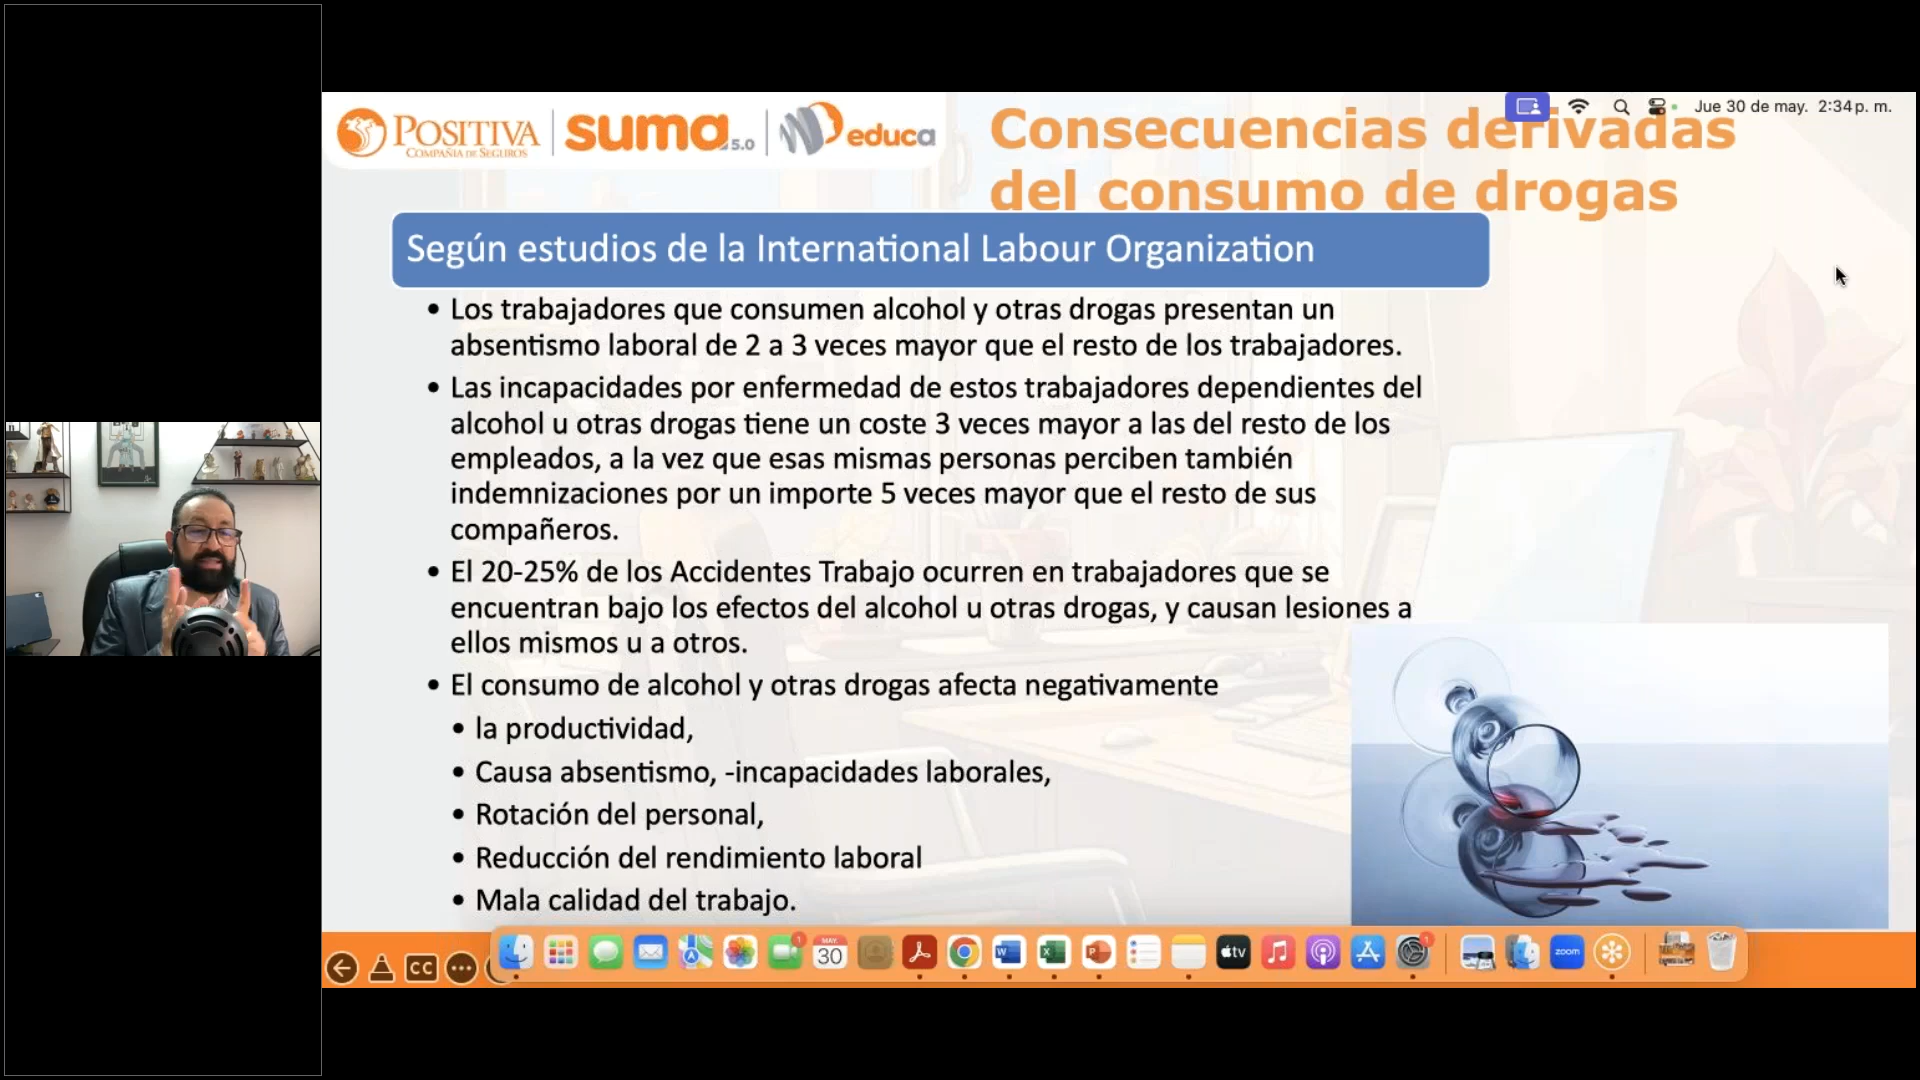 POSITIVA
COMPAÑIA DE SEGUROS
suma 5.0
educa
Consecuencias derivadas
del consumo de drogas
Jue 30 de may. 2:34 p. m.
Según estudios de la International Labour Organization
• Los trabajadores que consumen alcohol y otras drogas presentan un
absentismo laboral de 2 a 3 veces mayor que el resto de los trabajadores.
• Las incapacidades por enfermedad de estos trabajadores dependientes del
alcohol u otras drogas tiene un coste 3 veces mayor a las del resto de los
empleados, a la vez que esas mismas personas perciben también
indemnizaciones por un importe 5 veces mayor que el resto de sus
compañeros.
• El 20-25% de los Accidentes Trabajo ocurren en trabajadores que se
encuentran bajo los efectos del alcohol u otras drogas, y causan lesiones a
ellos mismos u a otros.
• El consumo de alcohol y otras drogas afecta negativamente
• la productividad,
• Causa absentismo, -incapacidades laborales,
• Rotación del personal,
• Reducción del rendimiento laboral
• Mala calidad del trabajo.
CC
1
MAY.
30
W
X
P
tv
1
zoom